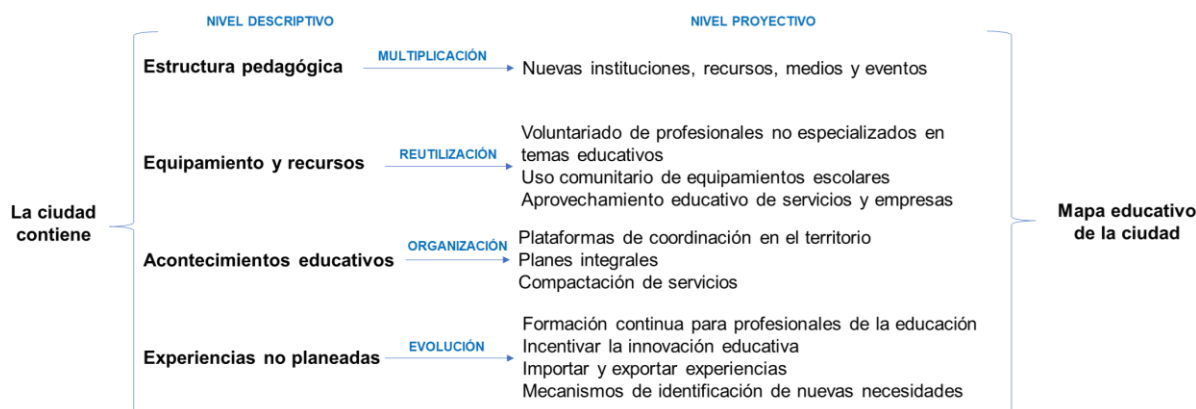 NIVEL DESCRIPTIVO
NIVEL PROYECTIVO
La ciudad
contiene
Estructura pedagógica
MULTIPLICACIÓN
Nuevas instituciones, recursos, medios y eventos
Equipamiento y recursos
REUTILIZACIÓN
Voluntariado de profesionales no especializados en
temas educativos
Uso comunitario de equipamientos escolares
Aprovechamiento educativo de servicios y empresas
Acontecimientos educativos
ORGANIZACIÓN
Plataformas de coordinación en el territorio
Planes integrales
Compactación de servicios
Experiencias no planeadas
EVOLUCIÓN
Formación continua para profesionales de la educación
Incentivar la innovación educativa
Importar y exportar experiencias
Mecanismos de identificación de nuevas necesidades
Mapa educativo
de la ciudad